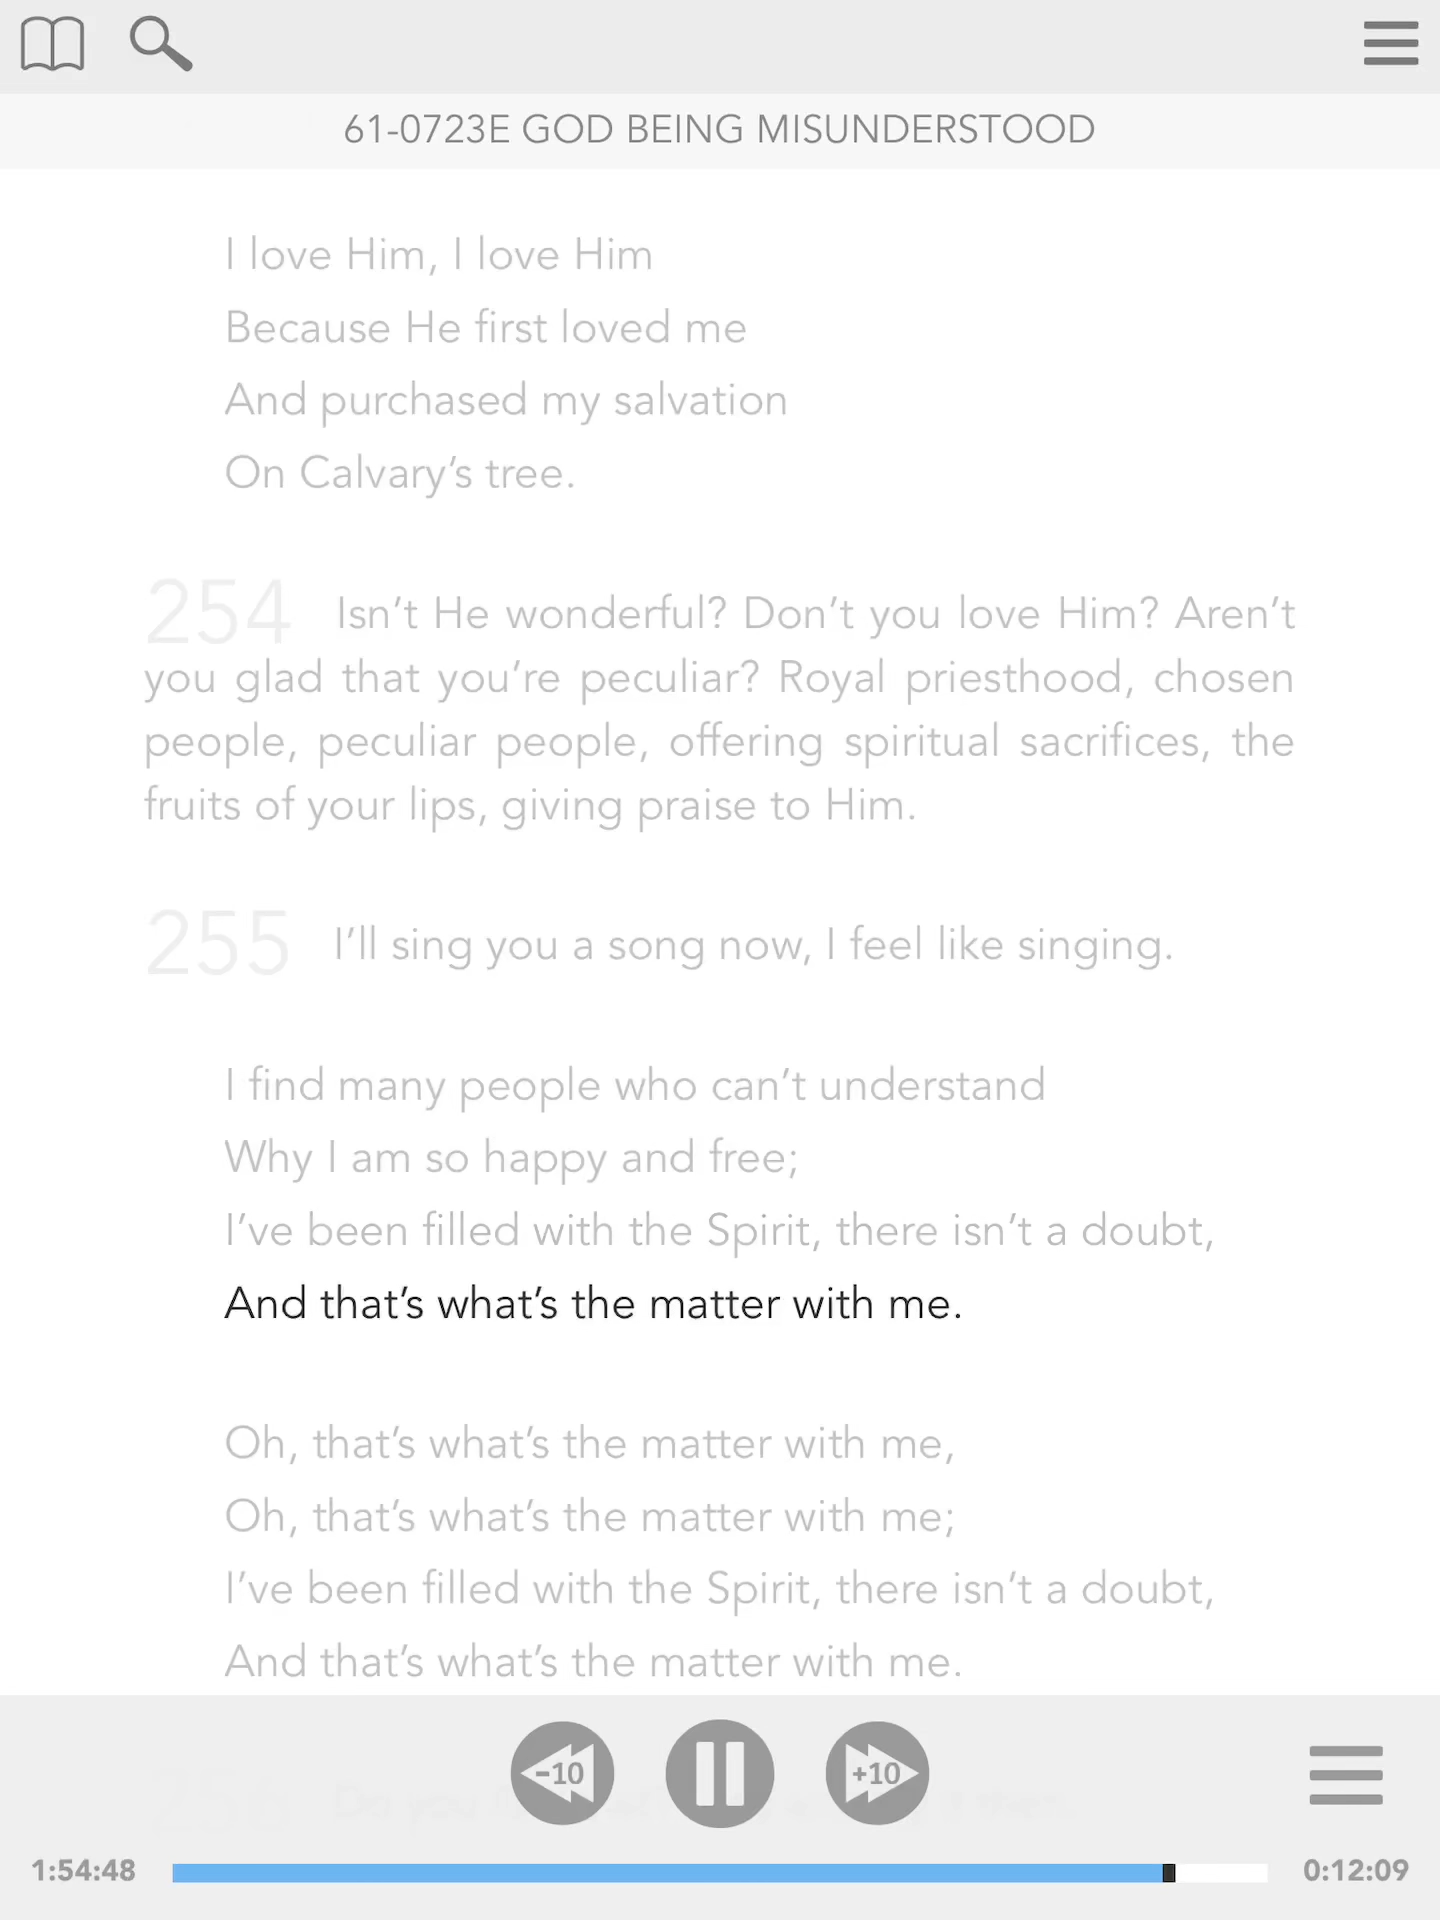 61-0723E GOD BEING MISUNDERSTOOD
I love Him, I love Him
Because He first loved me
And purchased my salvation
On Calvary’s tree.
254 Isn’t He wonderful? Don’t you love Him? Aren’t
you glad that you’re peculiar? Royal priesthood, chosen
people, peculiar people, offering spiritual sacrifices, the
fruits of your lips, giving praise to Him.
255 I’ll sing you a song now, I feel like singing.
I find many people who can’t understand
Why I am so happy and free;
I’ve been filled with the Spirit, there isn’t a doubt,
And that’s what’s the matter with me.
Oh, that’s what’s the matter with me,
Oh, that’s what’s the matter with me;
I’ve been filled with the Spirit, there isn’t a doubt,
And that’s what’s the matter with me.
-10 +10
1:54:48 0:12:09